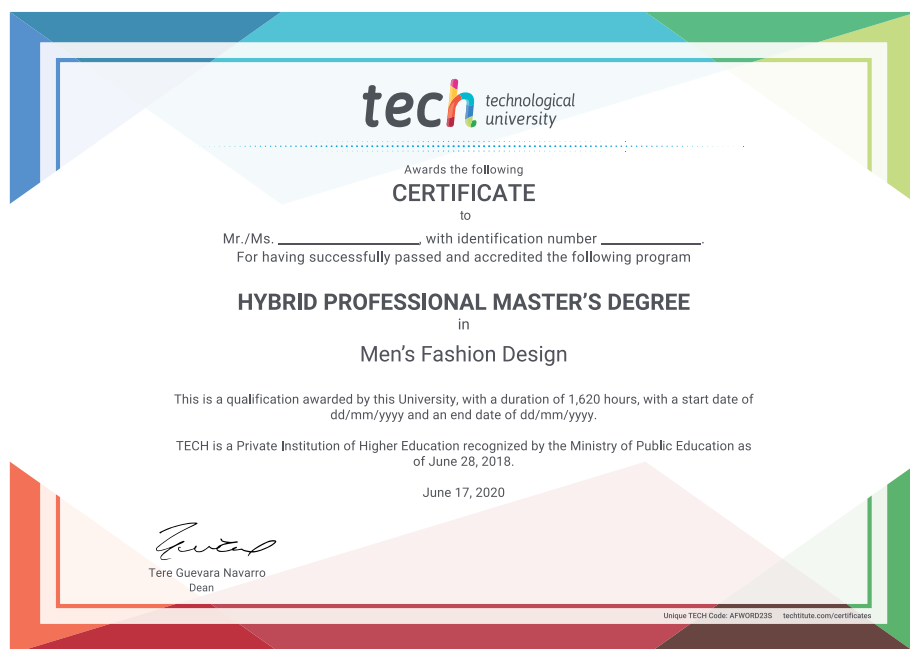 tech technological
university
Awards the following
CERTIFICATE
to
Mr./Ms. ____________________, with identification number ______________.
For having successfully passed and accredited the following program
HYBRID PROFESSIONAL MASTER'S DEGREE
in
Men's Fashion Design
This is a qualification awarded by this University, with a duration of 1,620 hours, with a start date of
dd/mm/yyyy and an end date of dd/mm/yyyy.
TECH is a Private Institution of Higher Education recognized by the Ministry of Public Education as
of June 28, 2018.
June 17, 2020
Tere Guevara Navarro
Dean
Unique TECH Code: AFWORD23S techtitute.com/certificates